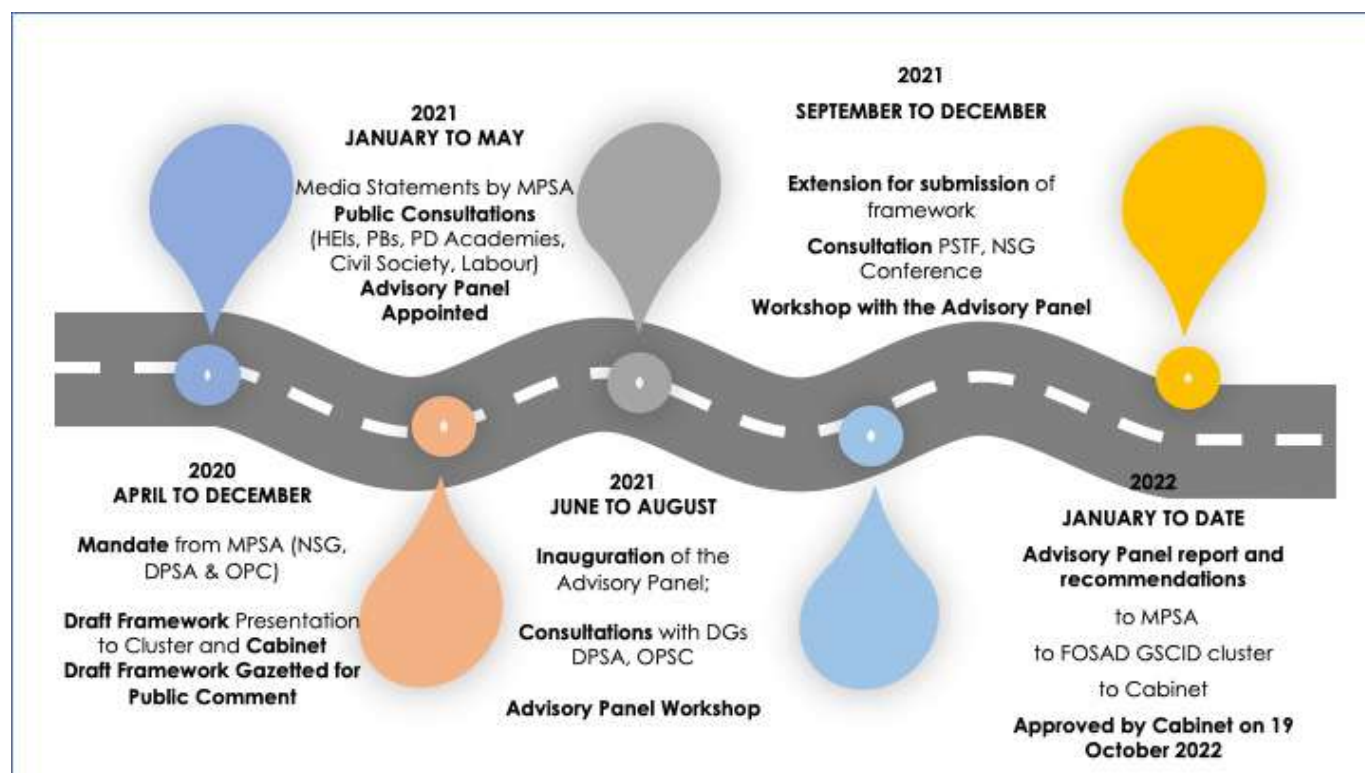 2020
APRIL TO DECEMBER
Mandate from MPSA (NSG,
DPSA & OPC)
Draft Framework Presentation
to Cluster and Cabinet
Draft Framework Gazetted for
Public Comment
2021
JANUARY TO MAY
Media Statements by MPSA
Public Consultations
(HEIs, PBs, PD Academies,
Civil Society, Labour)
Advisory Panel
Appointed
2021
JUNE TO AUGUST
Inauguration of the
Advisory Panel;
Consultations with DGs
DPSA, OPSC
Advisory Panel Workshop
2021
SEPTEMBER TO DECEMBER
Extension for submission of
framework
Consultation PSTF, NSG
Conference
Workshop with the Advisory Panel
2022
JANUARY TO DATE
Advisory Panel report and
recommendations
to MPSA
to FOSAD GSCID cluster
to Cabinet
Approved by Cabinet on 19
October 2022